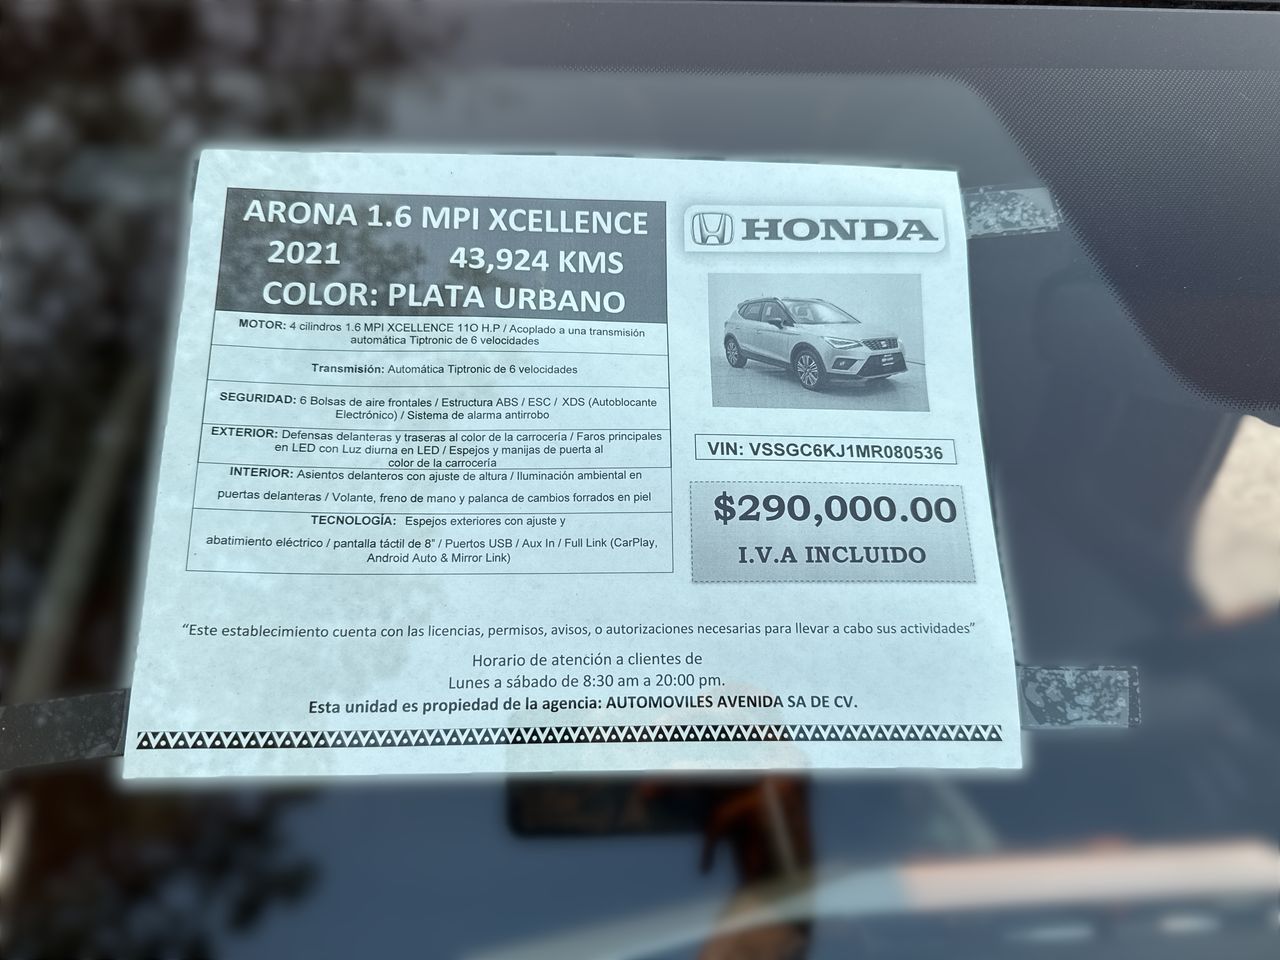 ARONA 1.6 MPI XCELLENCE
2021 43,924 KMS
COLOR: PLATA URBANO
MOTOR: 4 cilindros 1.6 MPI XCELLENCE 11O H.P / Acoplado a una transmisión
automática Tiptronic de 6 velocidades
Transmisión: Automática Tiptronic de 6 velocidades
SEGURIDAD: 6 Bolsas de aire frontales / Estructura ABS / ESC / XDS (Autoblocante
Electrónico) / Sistema de alarma antirrobo
EXTERIOR: Defensas delanteras y traseras al color de la carrocería / Faros principales
en LED con Luz diurna en LED / Espejos y manijas de puerta al
color de la carrocería
INTERIOR: Asientos delanteros con ajuste de altura / Iluminación ambiental en
puertas delanteras / Volante, freno de mano y palanca de cambios forrados en piel
TECNOLOGÍA: Espejos exteriores con ajuste y
abatimiento eléctrico / pantalla táctil de 8" / Puertos USB / Aux In / Full Link (CarPlay,
Android Auto & Mirror Link)
HONDA
VIN: VSSGC6KJ1MR080536
$290,000.00
I.V.A INCLUIDO
“Este establecimiento cuenta con las licencias, permisos, avisos, o autorizaciones necesarias para llevar a cabo sus actividades”
Horario de atención a clientes de
Lunes a sábado de 8:30 am a 20:00 pm.
Esta unidad es propiedad de la agencia: AUTOMOVILES AVENIDA SA DE CV.